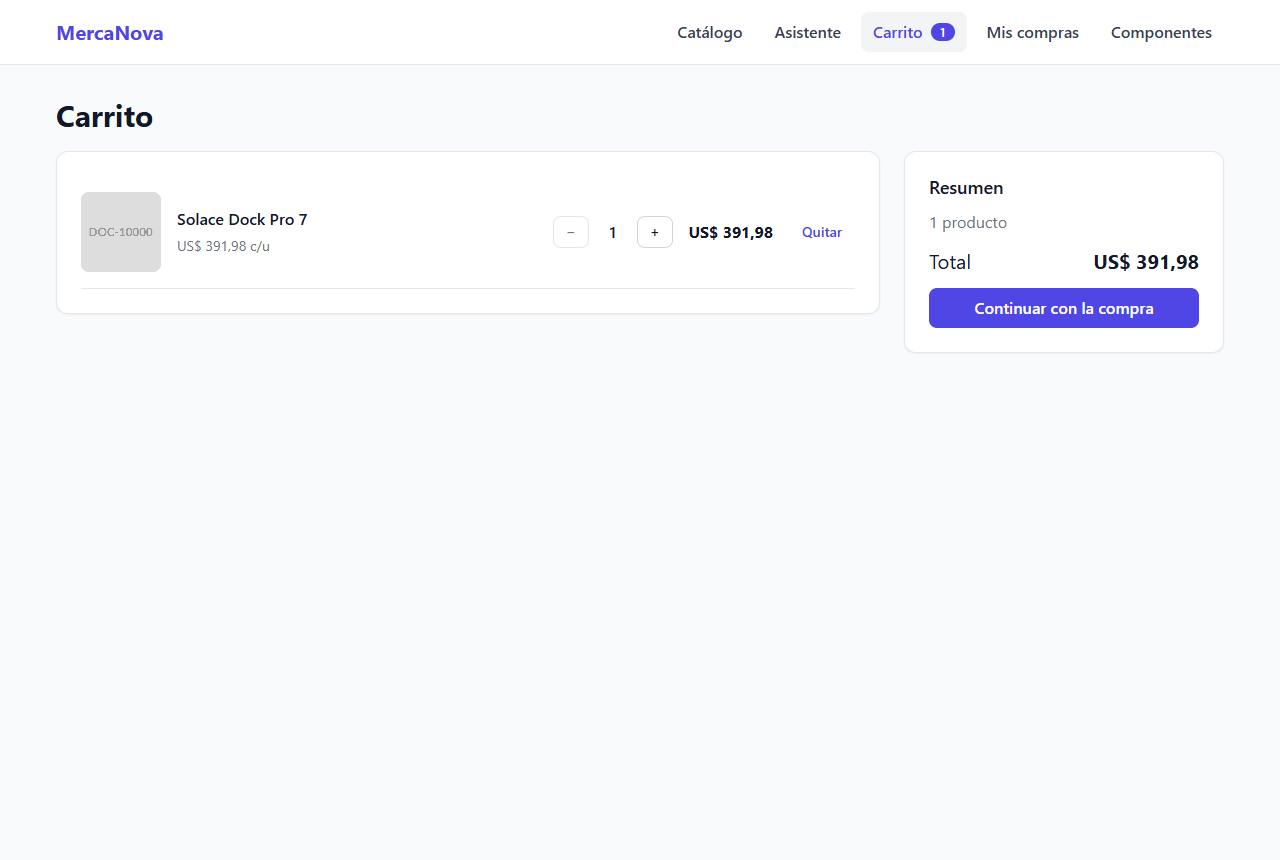 MercaNova
Catálogo
Asistente
Carrito 1
Mis compras
Componentes
Carrito
DOC-10000
Solace Dock Pro 7
US$ 391,98 c/u
− 1 + US$ 391,98 Quitar
Resumen
1 producto
Total US$ 391,98
Continuar con la compra